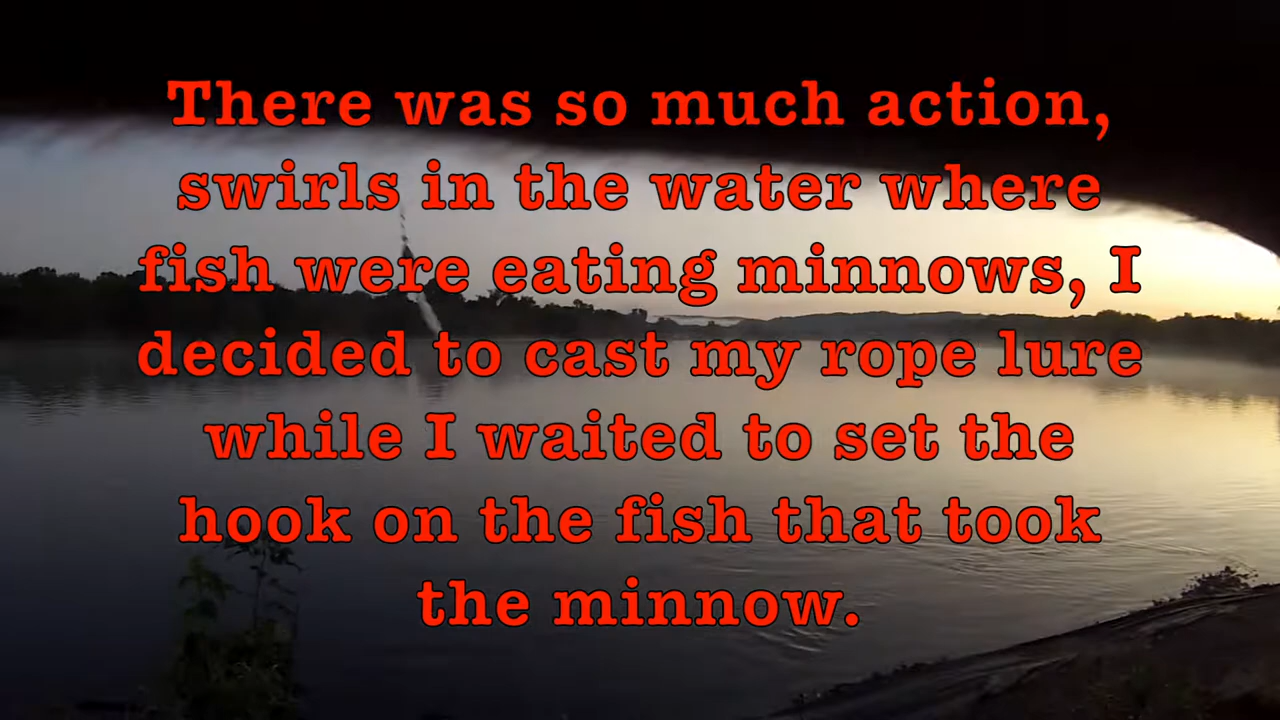 There was so much action,
swirls in the water where
fish were eating minnows, I
decided to cast my rope lure
while I waited to set the
hook on the fish that took
the minnow.